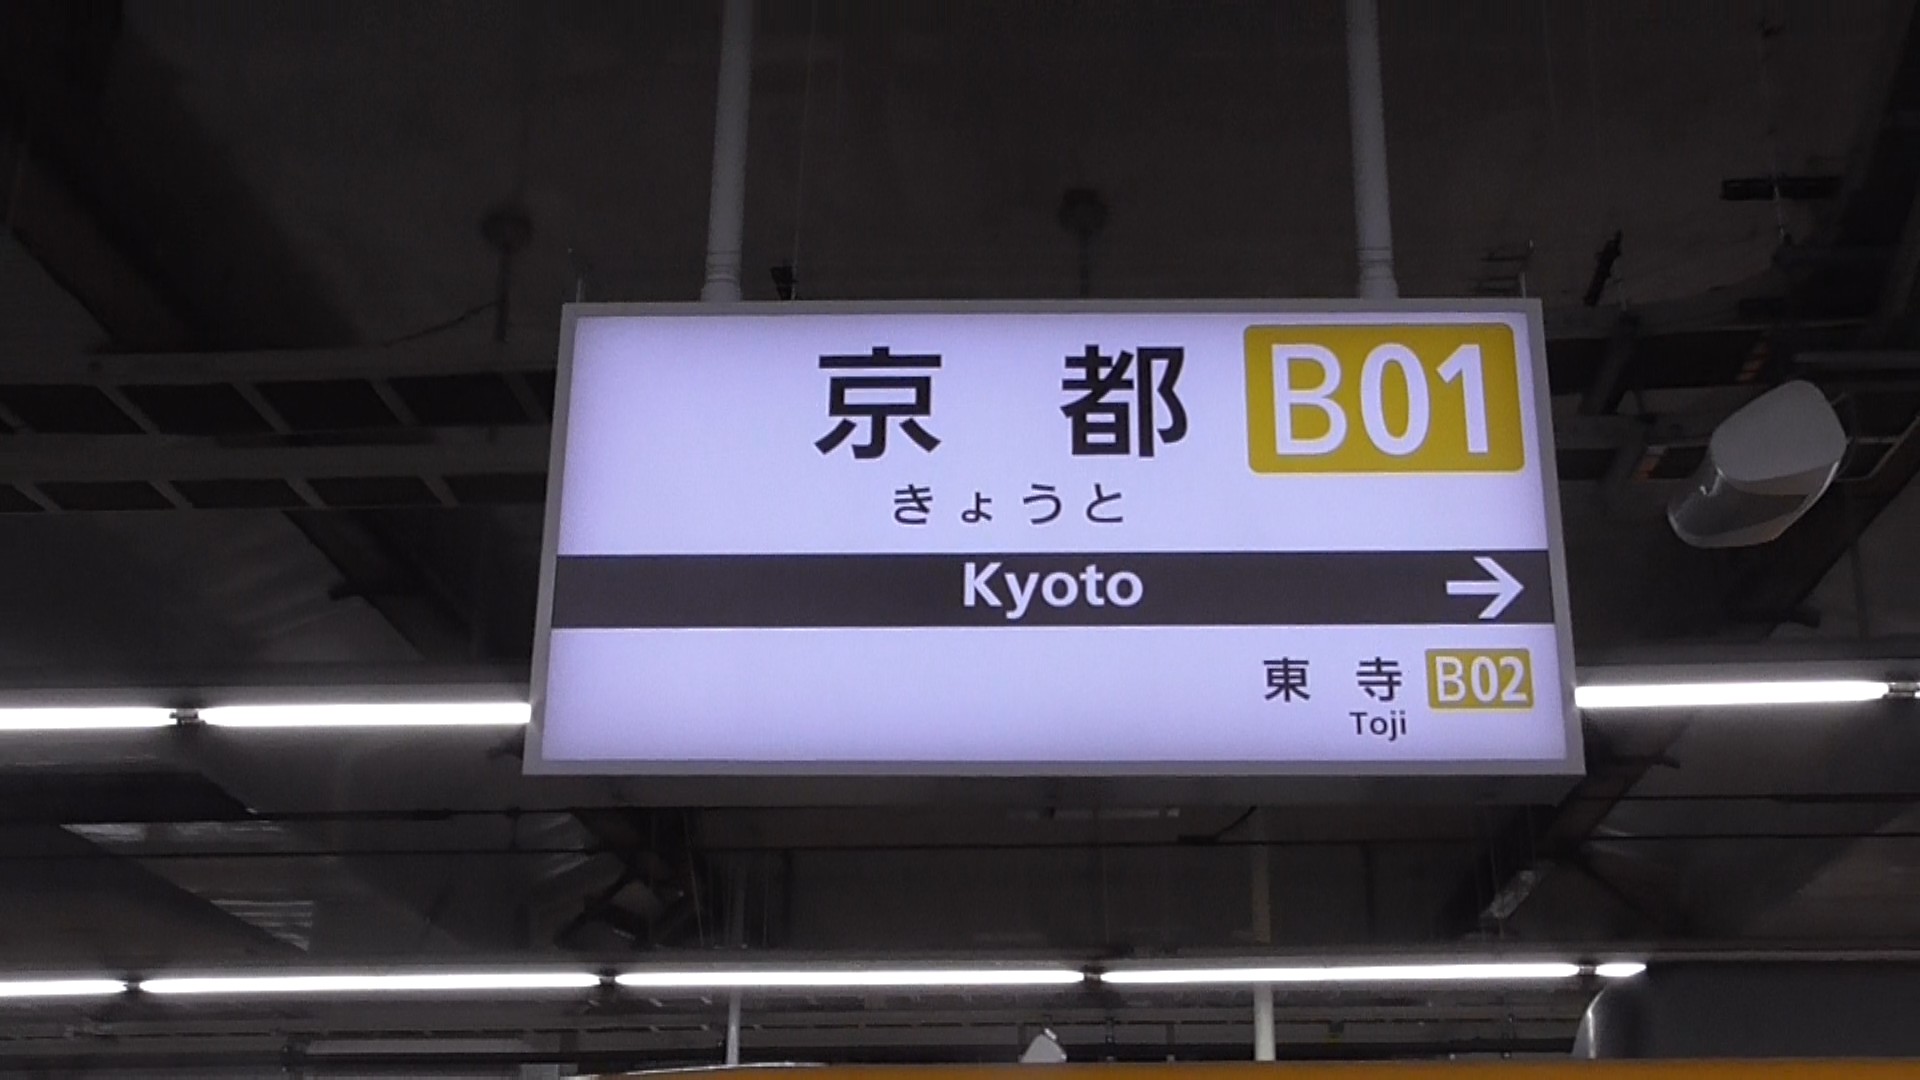 京都 B01
きょうと
Kyoto →
東寺 B02
Toji